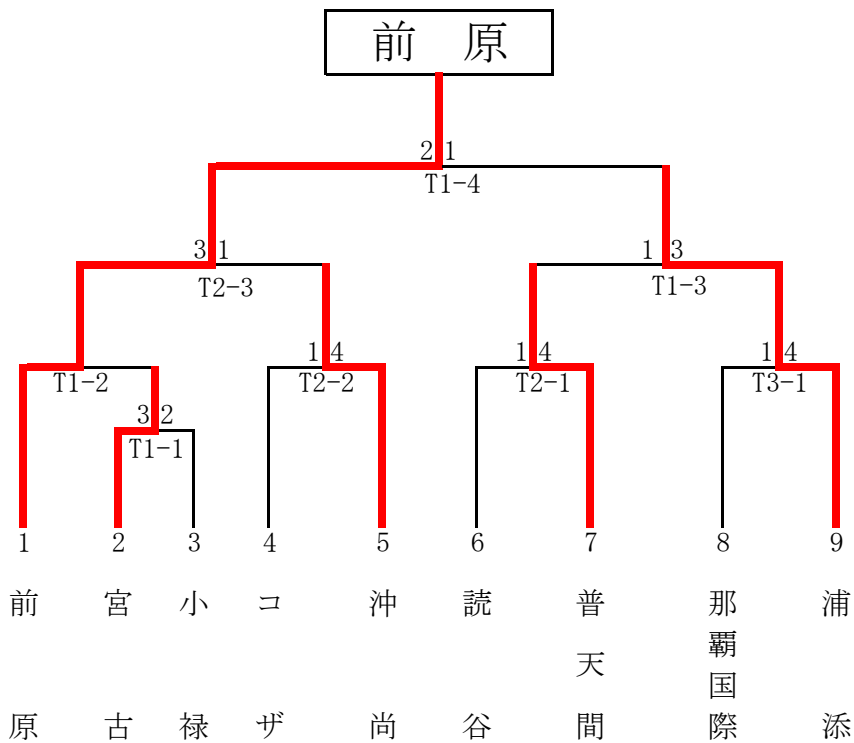 前 原
2 1
T1-4
3 1
T2-3
1 3
T1-3
T1-2
1 4
T2-2
1 4
T2-1
1 4
T3-1
3 2
T1-1
1 2 3 4 5 6 7 8 9
前原
宮古
小禄
コザ
沖尚
読谷
普天間
那覇国際
浦添